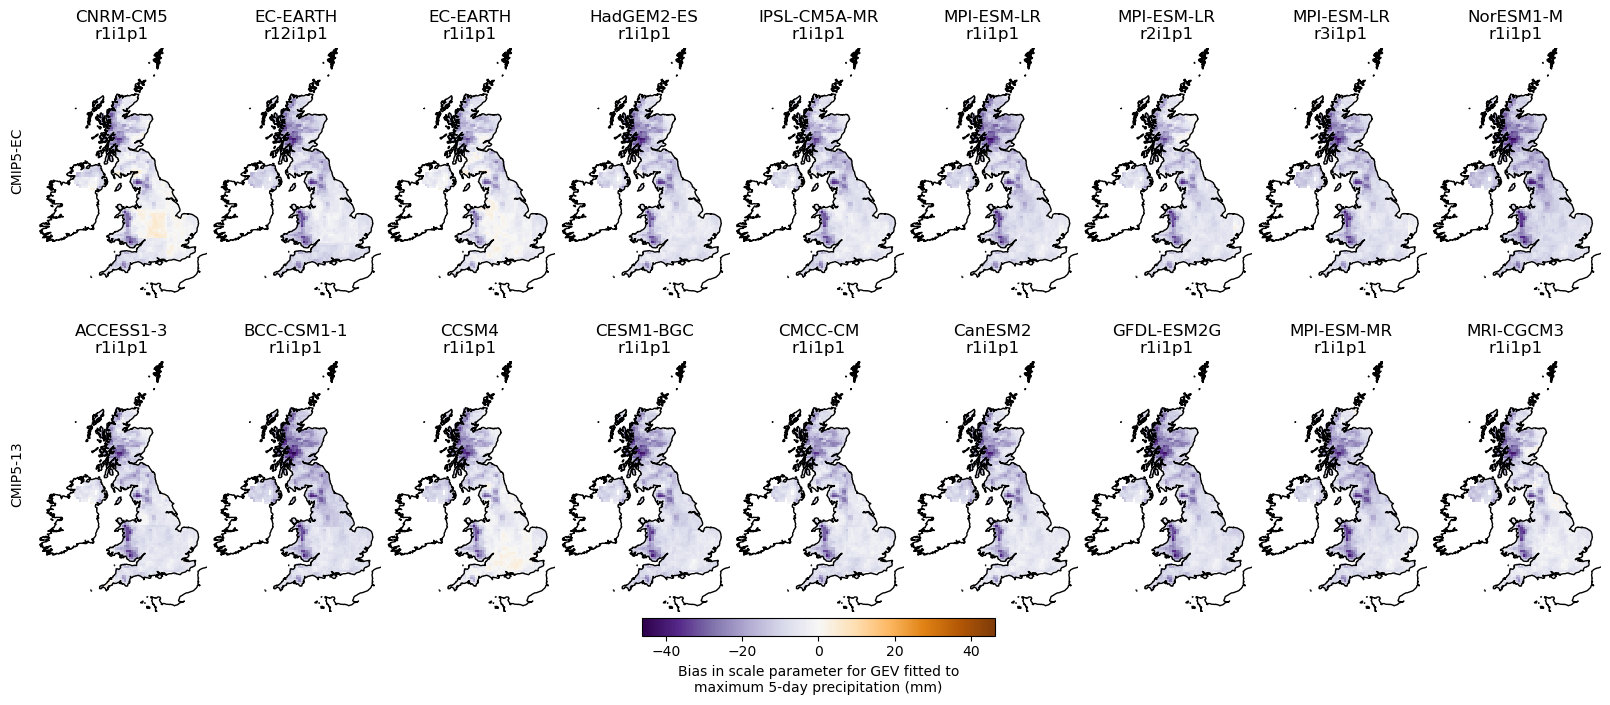 CNRM-CM5
r1i1p1
EC-EARTH
r12i1p1
EC-EARTH
r1i1p1
HadGEM2-ES
r1i1p1
IPSL-CM5A-MR
r1i1p1
MPI-ESM-LR
r1i1p1
MPI-ESM-LR
r2i1p1
MPI-ESM-LR
r3i1p1
NorESM1-M
r1i1p1
CMIP5-EC
ACCESS1-3
r1i1p1
BCC-CSM1-1
r1i1p1
CCSM4
r1i1p1
CESM1-BGC
r1i1p1
CMCC-CM
r1i1p1
CanESM2
r1i1p1
GFDL-ESM2G
r1i1p1
MPI-ESM-MR
r1i1p1
MRI-CGCM3
r1i1p1
CMIP5-13
−40 −20 0 20 40
Bias in scale parameter for GEV fitted to
maximum 5-day precipitation (mm)